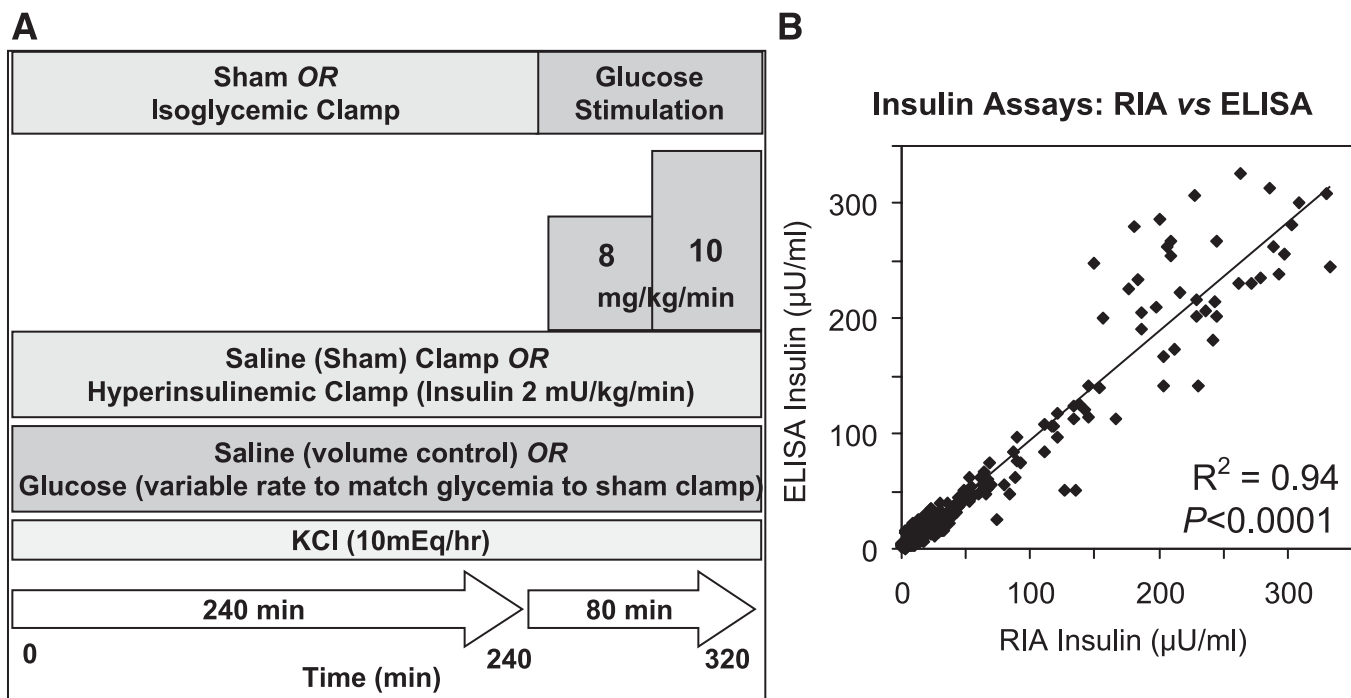 A
Sham OR
Isoglycemic Clamp
Glucose
Stimulation
8
10
mg/kg/min
Saline (Sham) Clamp OR
Hyperinsulinemic Clamp (Insulin 2 mU/kg/min)
Saline (volume control) OR
Glucose (variable rate to match glycemia to sham clamp)
KCl (10mEq/hr)
240 min
80 min
0
240
320
Time (min)
B
Insulin Assays: RIA vs ELISA
ELISA Insulin (µU/ml)
300
200
100
0
R² = 0.94
P<0.0001
0
100
200
300
RIA Insulin (µU/ml)